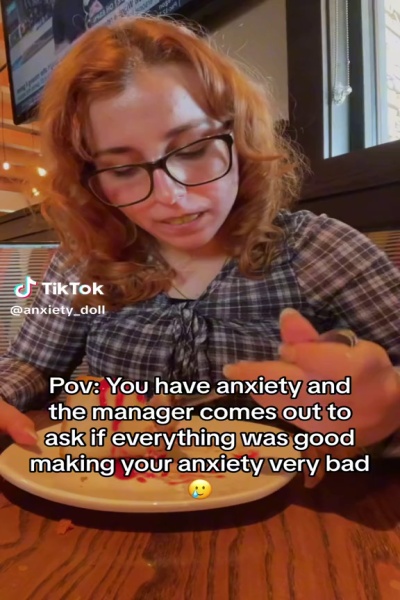 TikTok
@anxiety_doll
Pov: You have anxiety and
the manager comes out to
ask if everything was good
making your anxiety very bad
🥲